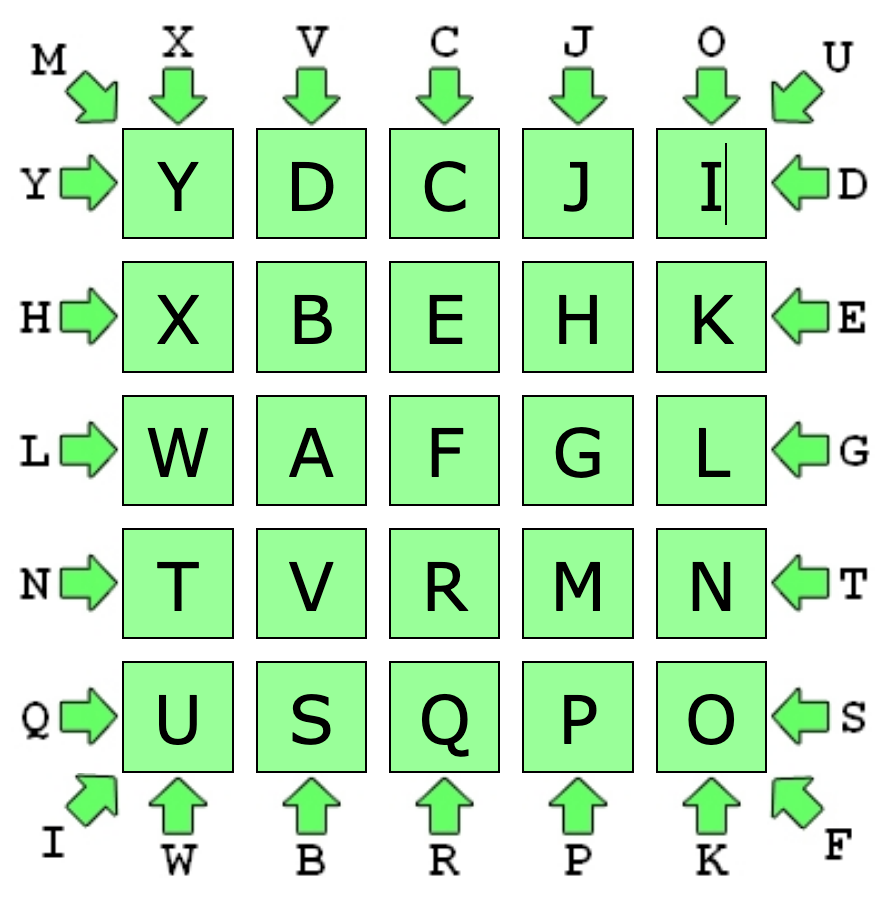 M X V C J O U
Y Y D C J I D
H X B E H K E
L W A F G L G
N T V R M N T
Q U S Q P O S
I W B R P K F